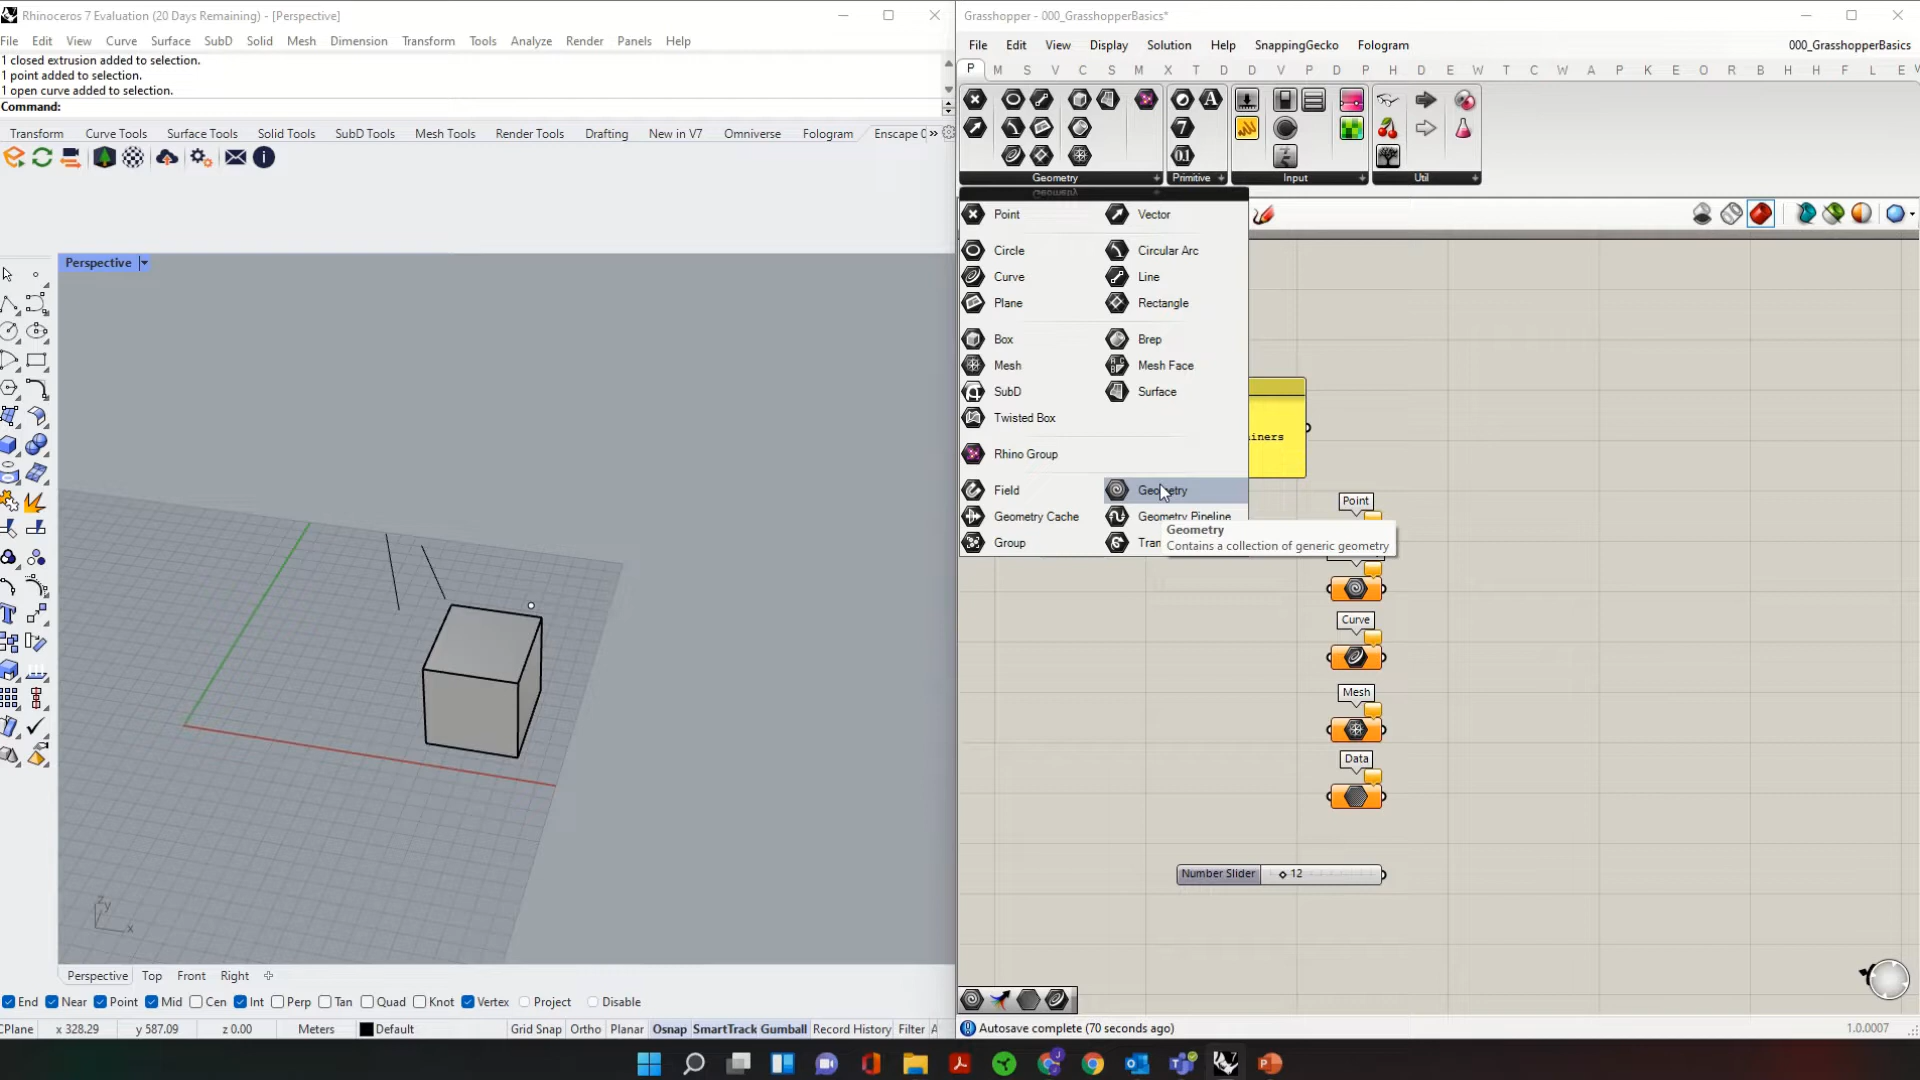 Rhinoceros 7 Evaluation (20 Days Remaining) - [Perspective]
File Edit View Curve Surface SubD Solid Mesh Dimension Transform Tools Analyze Render Panels Help
1 closed extrusion added to selection.
1 point added to selection.
1 open curve added to selection.
Command:
Transform Curve Tools Surface Tools Solid Tools SubD Tools Mesh Tools Render Tools Drafting New in V7 Omniverse Fologram Enscape
Perspective
z
y
x
Perspective Top Front Right
End Near Point Mid Cen Int Perp Tan Quad Knot Vertex Project Disable
CPlane x 328.29 y 587.09 z 0.00 Meters Default Grid Snap Ortho Planar Osnap SmartTrack Gumball Record History Filter A
Grasshopper - 000_GrasshopperBasics*
File Edit View Display Solution Help SnappingGecko Fologram 000_GrasshopperBasics
P M S V C S M X T D D V P D P H D E W T C W A P K E O R B H H L E
Geometry Primitive Input Util
Point Vector
Circle Circular Arc
Curve Line
Plane Rectangle
Box Brep
Mesh Mesh Face
SubD Surface
Twisted Box
Rhino Group
Field Geometry
Geometry Cache Geometry Pipeline
Group Tran
Geometry
Contains a collection of generic geometry
iners
Point
Curve
Mesh
Data
Number Slider 12
Autosave complete (70 seconds ago) 1.0.0007